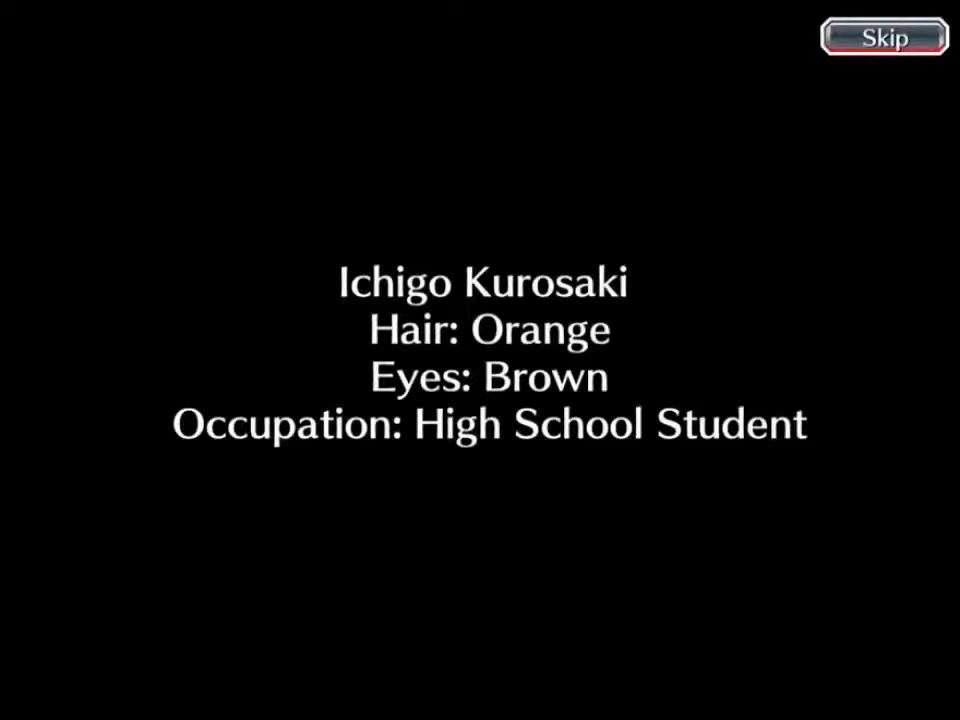 Skip
Ichigo Kurosaki
Hair: Orange
Eyes: Brown
Occupation: High School Student